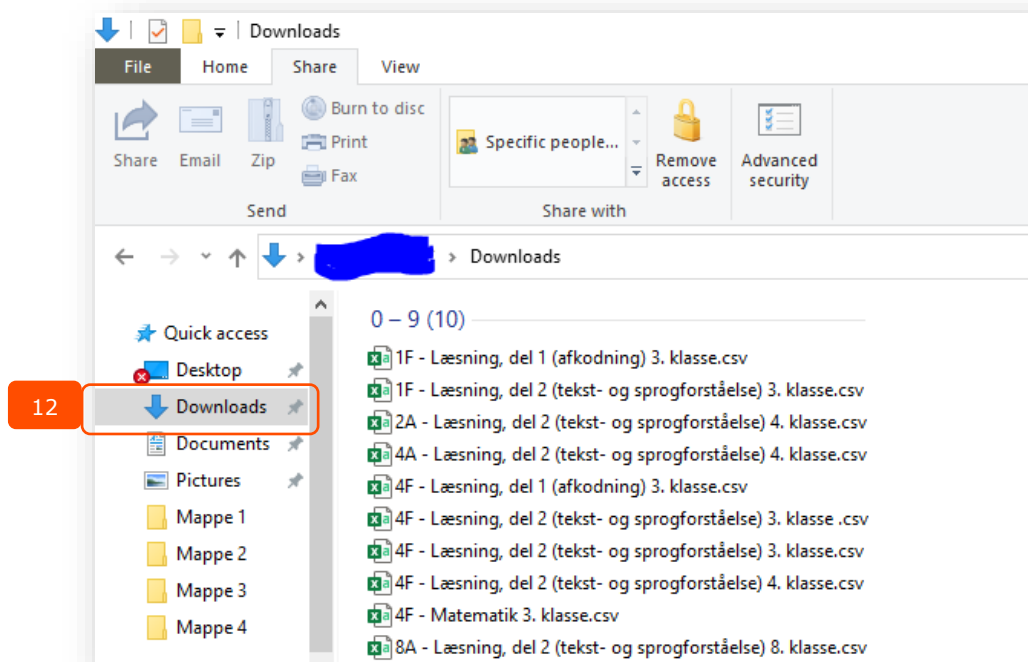 Downloads
File Home Share View
Share Email Zip Burn to disc
Print
Fax
Send
Specific people...
Remove access
Share with
Advanced security
Downloads
Quick access
Desktop
12
Downloads
Documents
Pictures
Mappe 1
Mappe 2
Mappe 3
Mappe 4
0 – 9 (10)
1F - Læsning, del 1 (afkodning) 3. klasse.csv
1F - Læsning, del 2 (tekst- og sprogforståelse) 3. klasse.csv
2A - Læsning, del 2 (tekst- og sprogforståelse) 4. klasse.csv
4A - Læsning, del 2 (tekst- og sprogforståelse) 4. klasse.csv
4F - Læsning, del 1 (afkodning) 3. klasse.csv
4F - Læsning, del 2 (tekst- og sprogforståelse) 3. klasse .csv
4F - Læsning, del 2 (tekst- og sprogforståelse) 3. klasse.csv
4F - Læsning, del 2 (tekst- og sprogforståelse) 4. klasse.csv
4F - Matematik 3. klasse.csv
8A - Læsning, del 2 (tekst- og sprogforståelse) 8. klasse.csv